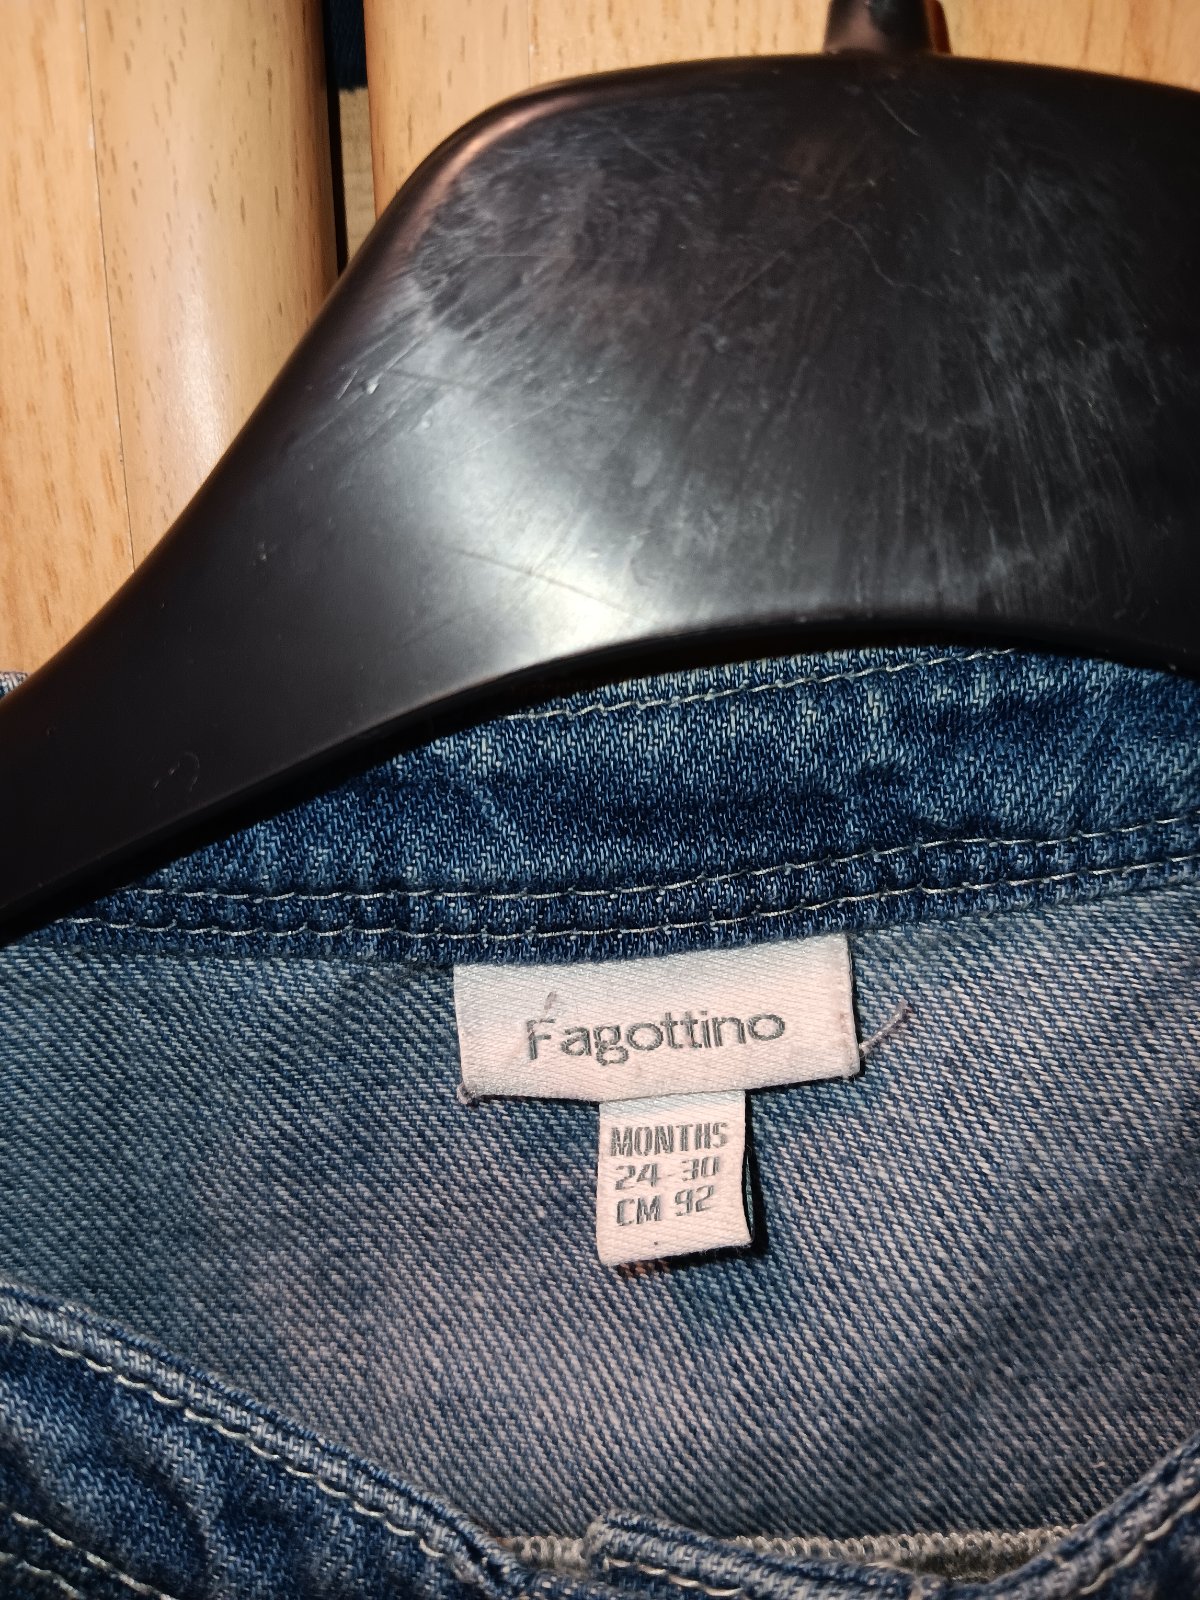 Fagottino
MONTHS
24-30
CM 92